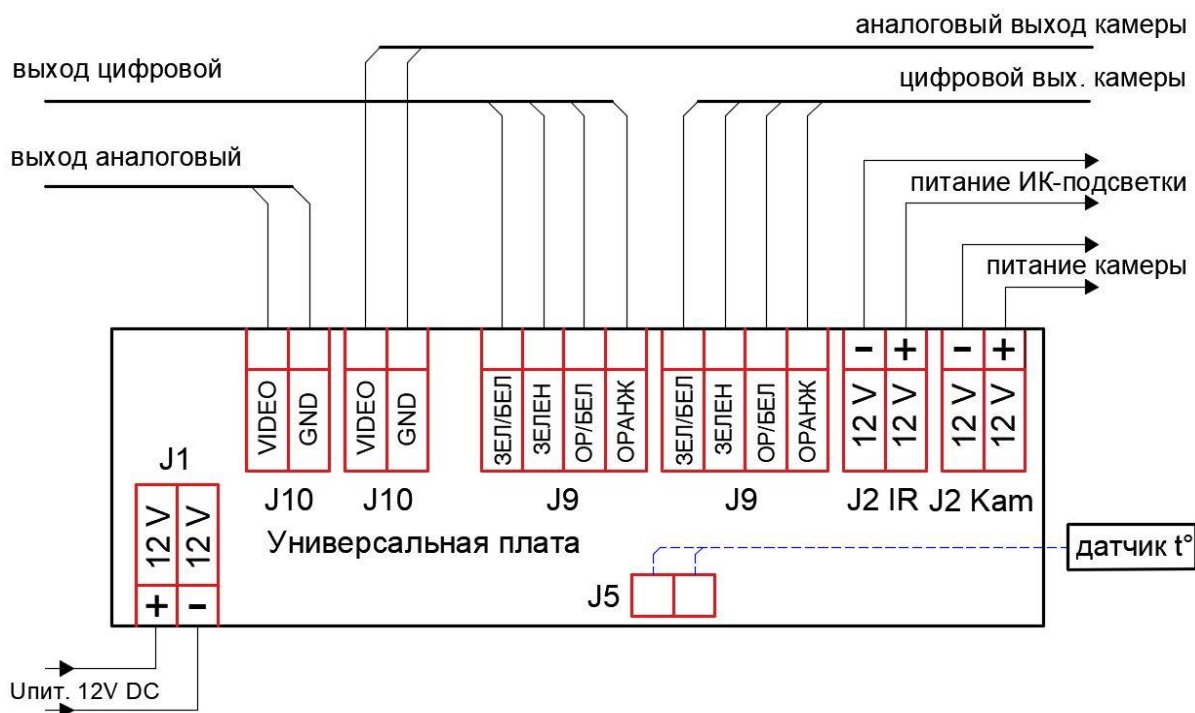 аналоговый выход камеры
выход цифровой
цифровой вых. камеры
выход аналоговый
питание ИК-подсветки
питание камеры
VIDEO
GND
VIDEO
GND
ЗЕЛ/БЕЛ
ЗЕЛЕН
ОР/БЕЛ
ОРАНЖ
ЗЕЛ/БЕЛ
ЗЕЛЕН
ОР/БЕЛ
ОРАНЖ
- +
12 V
12 V
- +
12 V
12 V
J1
J10
J10
J9
J9
J2 IR
J2 Kam
12 V
12 V
+ -
Универсальная плата
датчик t°
J5
Uпит. 12V DC